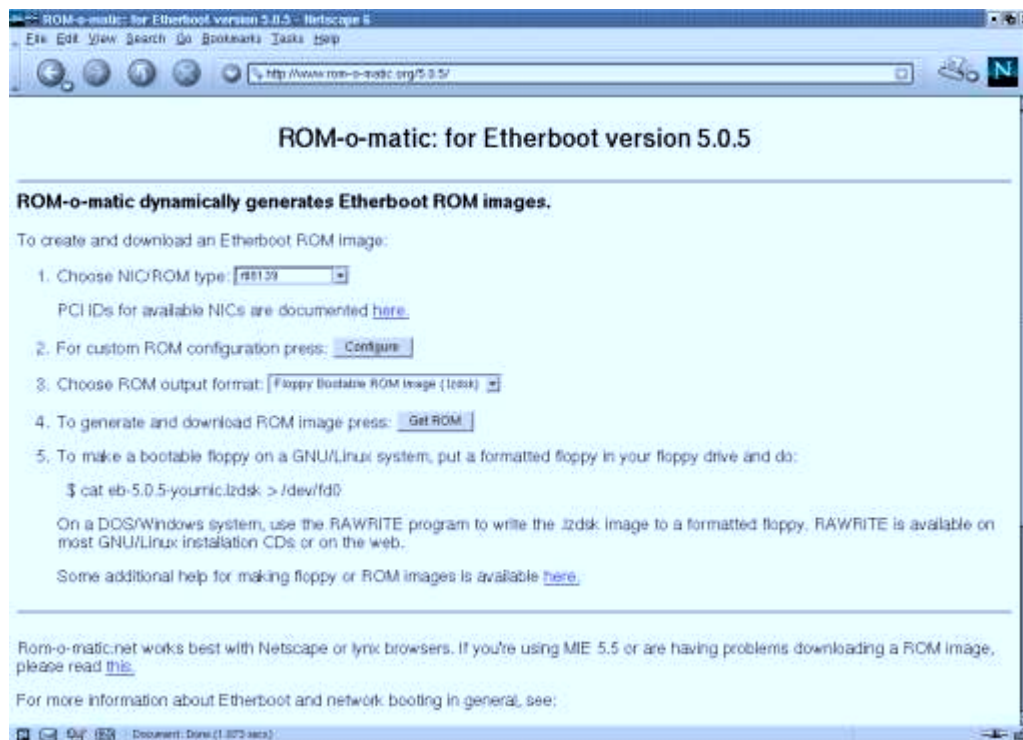 ROM-o-matic: for Etherboot version 5.0.5 - Netscape 6
File Edit View Search Go Bookmarks Tasks Help
http://www.rom-o-matic.org/5.0.5/
N
ROM-o-matic: for Etherboot version 5.0.5
ROM-o-matic dynamically generates Etherboot ROM images.
To create and download an Etherboot ROM image:
1. Choose NIC/ROM type: rtl8139
PCI IDs for available NICs are documented here.
2. For custom ROM configuration press: Configure
3. Choose ROM output format: Floppy Bootable ROM Image (.lzdsk)
4. To generate and download ROM image press: Get ROM
5. To make a bootable floppy on a GNU/Linux system, put a formatted floppy in your floppy drive and do:
$ cat eb-5.0.5-yournic.lzdsk > /dev/fd0
On a DOS/Windows system, use the RAWRITE program to write the .lzdsk image to a formatted floppy. RAWRITE is available on
most GNU/Linux installation CDs or on the web.
Some additional help for making floppy or ROM images is available here.
Rom-o-matic.net works best with Netscape or lynx browsers. If you're using MIE 5.5 or are having problems downloading a ROM image,
please read this.
For more information about Etherboot and network booting in general, see:
Document: Done (1.873 secs)